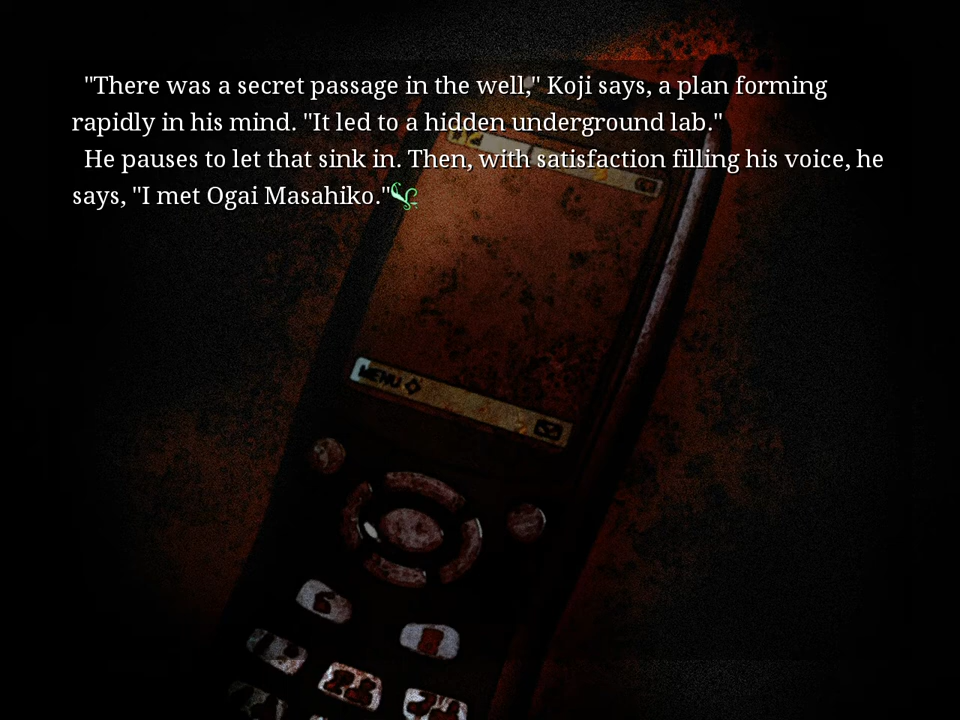 "There was a secret passage in the well," Koji says, a plan forming
rapidly in his mind. "It led to a hidden underground lab."
He pauses to let that sink in. Then, with satisfaction filling his voice, he
says, "I met Ogai Masahiko."
MENU